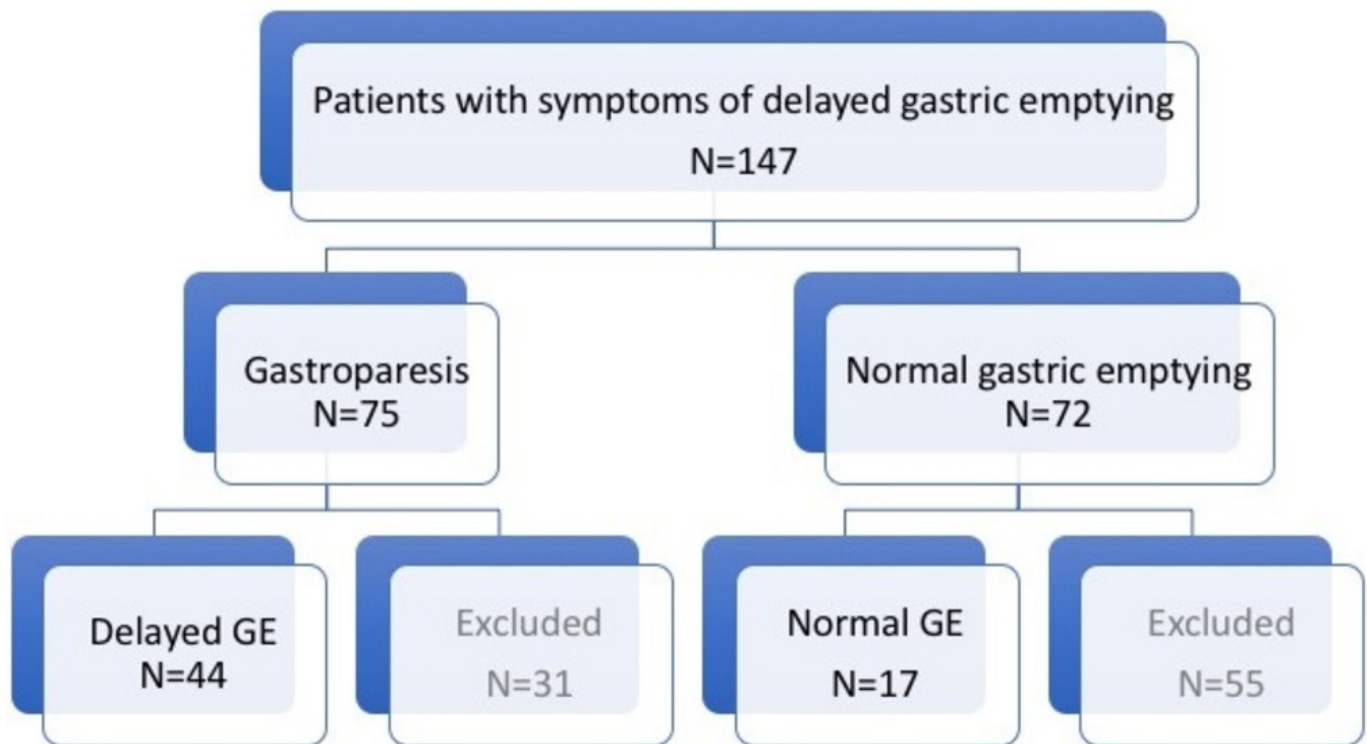 Patients with symptoms of delayed gastric emptying
N=147
Gastroparesis
N=75
Normal gastric emptying
N=72
Delayed GE
N=44
Excluded
N=31
Normal GE
N=17
Excluded
N=55